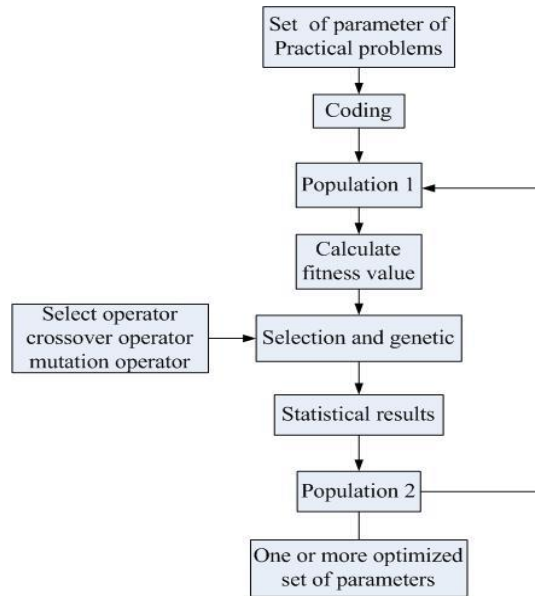 Set of parameter of
Practical problems
Coding
Population 1
Calculate
fitness value
Select operator
crossover operator
mutation operator
Selection and genetic
Statistical results
Population 2
One or more optimized
set of parameters